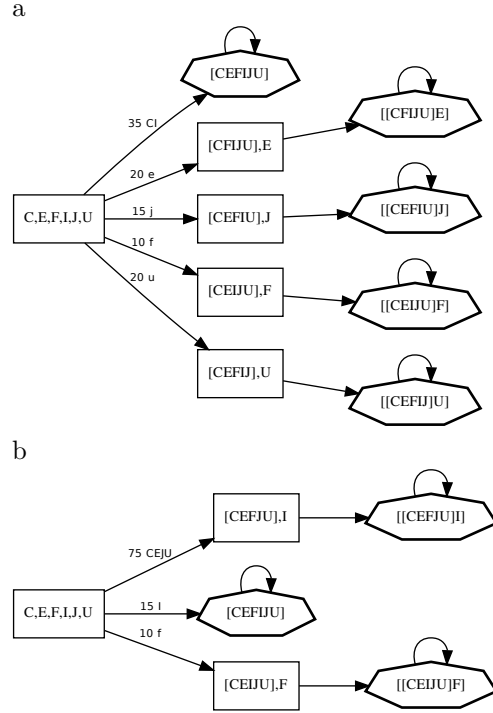 a
[CEFIJU]
35 CI
[[CFIJU]E]
[CFIJU],E
20 e
C,E,F,I,J,U
15 j
[CEFIU],J
[[CEFIU]J]
10 f
20 u
[CEIJU],F
[[CEIJU]F]
[CEFIJ],U
[[CEFIJ]U]
b
[CEFJU],I
[[CEFJU]I]
75 CEJU
C,E,F,I,J,U
15 I
[CEFIJU]
10 f
[CEIJU],F
[[CEIJU]F]